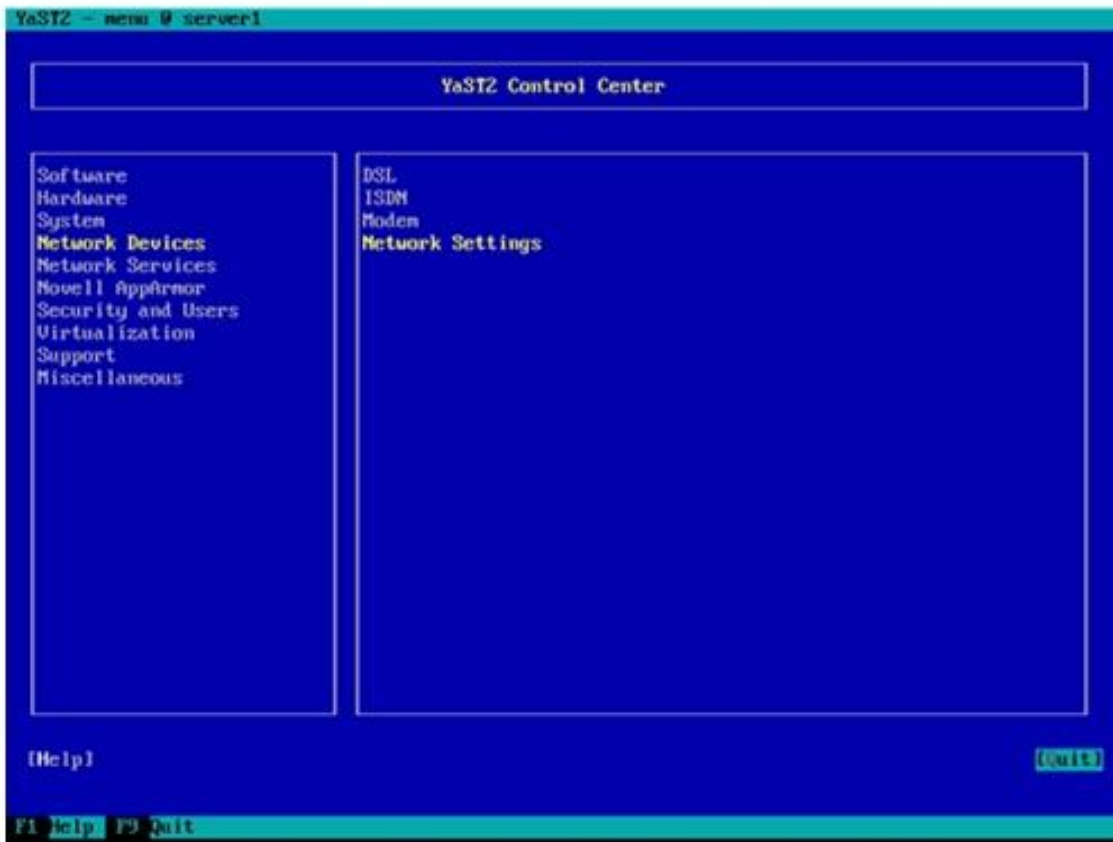 YaST2 - menu @ server1
YaST2 Control Center
Software
Hardware
System
Network Devices
Network Services
Novell AppArmor
Security and Users
Virtualization
Support
Miscellaneous
DSL
ISDN
Modem
Network Settings
[Help]
[Quit]
F1 Help F9 Quit